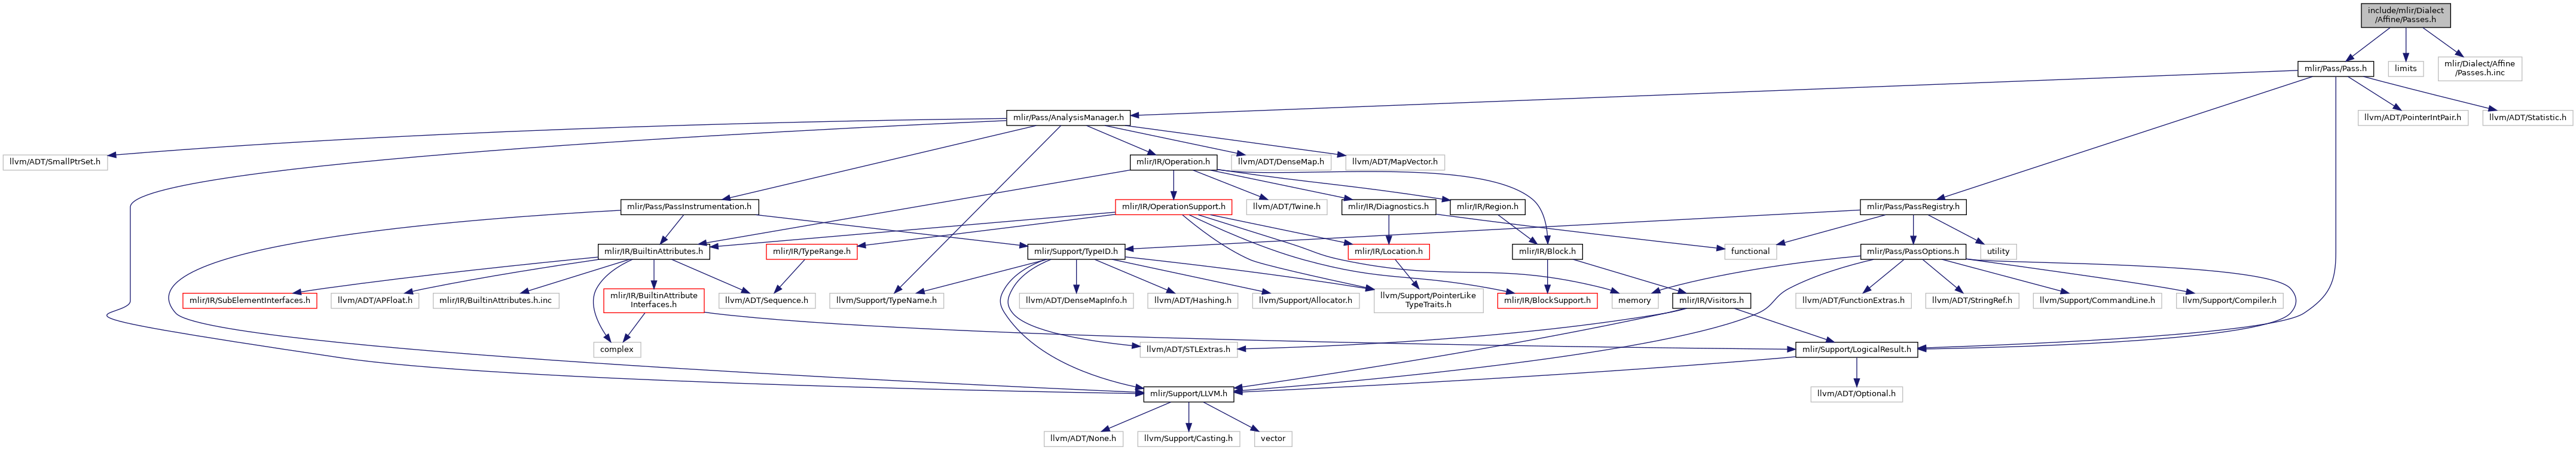 include/mlir/Dialect
/Affine/Passes.h
mlir/Pass/Pass.h
limits
mlir/Dialect/Affine
/Passes.h.inc
mlir/Pass/AnalysisManager.h
llvm/ADT/PointerIntPair.h
llvm/ADT/Statistic.h
llvm/ADT/SmallPtrSet.h
mlir/IR/Operation.h
llvm/ADT/DenseMap.h
llvm/ADT/MapVector.h
mlir/Pass/PassInstrumentation.h
mlir/IR/OperationSupport.h
llvm/ADT/Twine.h
mlir/IR/Diagnostics.h
mlir/IR/Region.h
mlir/Pass/PassRegistry.h
mlir/IR/BuiltinAttributes.h
mlir/IR/TypeRange.h
mlir/Support/TypeID.h
mlir/IR/Location.h
mlir/IR/Block.h
functional
mlir/Pass/PassOptions.h
utility
mlir/IR/SubElementInterfaces.h
llvm/ADT/APFloat.h
mlir/IR/BuiltinAttributes.h.inc
mlir/IR/BuiltinAttribute
Interfaces.h
llvm/ADT/Sequence.h
llvm/Support/TypeName.h
llvm/ADT/DenseMapInfo.h
llvm/ADT/Hashing.h
llvm/Support/Allocator.h
llvm/Support/PointerLike
TypeTraits.h
mlir/IR/BlockSupport.h
memory
mlir/IR/Visitors.h
llvm/ADT/FunctionExtras.h
llvm/ADT/StringRef.h
llvm/Support/CommandLine.h
llvm/Support/Compiler.h
complex
llvm/ADT/STLExtras.h
mlir/Support/LogicalResult.h
mlir/Support/LLVM.h
llvm/ADT/Optional.h
llvm/ADT/None.h
llvm/Support/Casting.h
vector